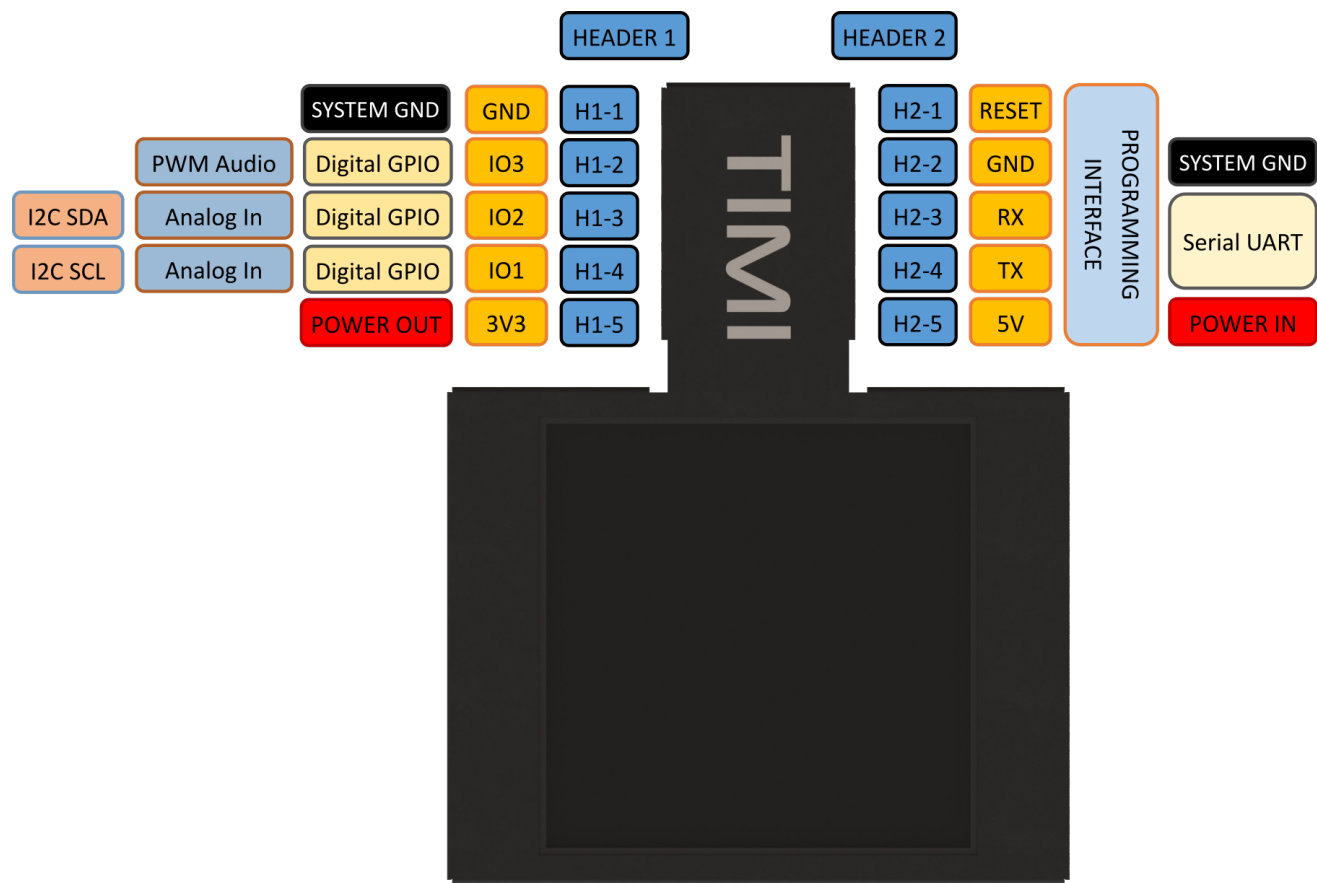 HEADER 1 HEADER 2
SYSTEM GND GND H1-1 H2-1 RESET
PWM Audio Digital GPIO IO3 H1-2 H2-2 GND SYSTEM GND
I2C SDA Analog In Digital GPIO IO2 H1-3 H2-3 RX
Serial UART
I2C SCL Analog In Digital GPIO IO1 H1-4 H2-4 TX
POWER OUT 3V3 H1-5 H2-5 5V POWER IN
PROGRAMMING
INTERFACE
TIMI